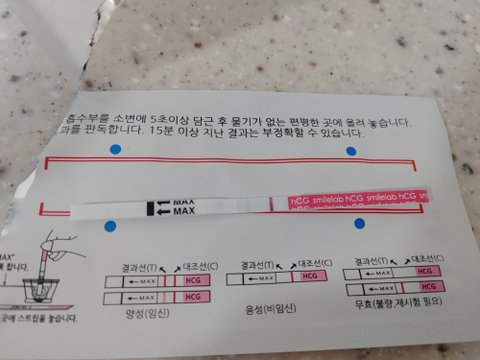 흡수부를 소변에 5초이상 담근 후 물기가 없는 편평한 곳에 올려 놓습니다.
과를 판독합니다. 15분 이상 지난 결과는 부정확할 수 있습니다.
MAX
MAX
hCG smilelab hCG smilelab hCG sm
결과선(T) 대조선(C)
MAX HCG
MAX HCG
양성(임신)
결과선(T) 대조선(C)
MAX HCG
음성(비임신)
결과선(T) 대조선(C)
MAX HCG
MAX HCG
무효(불량,재시험 필요)
MAX"
합니다.
곳에 스트립을 놓습니다.